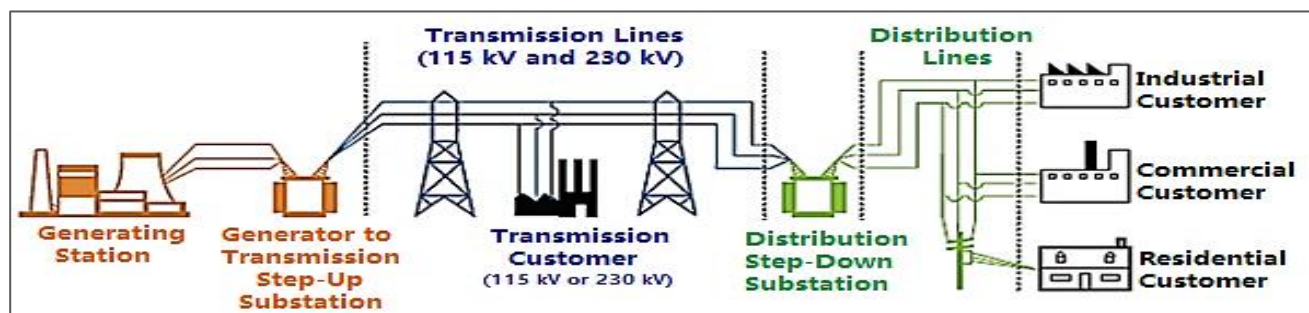 Transmission Lines
(115 kV and 230 kV)
Distribution
Lines
Industrial
Customer
Commercial
Customer
Residential
Customer
Generating
Station
Generator to
Transmission
Step-Up
Substation
Transmission
Customer
(115 kV or 230 kV)
Distribution
Step-Down
Substation